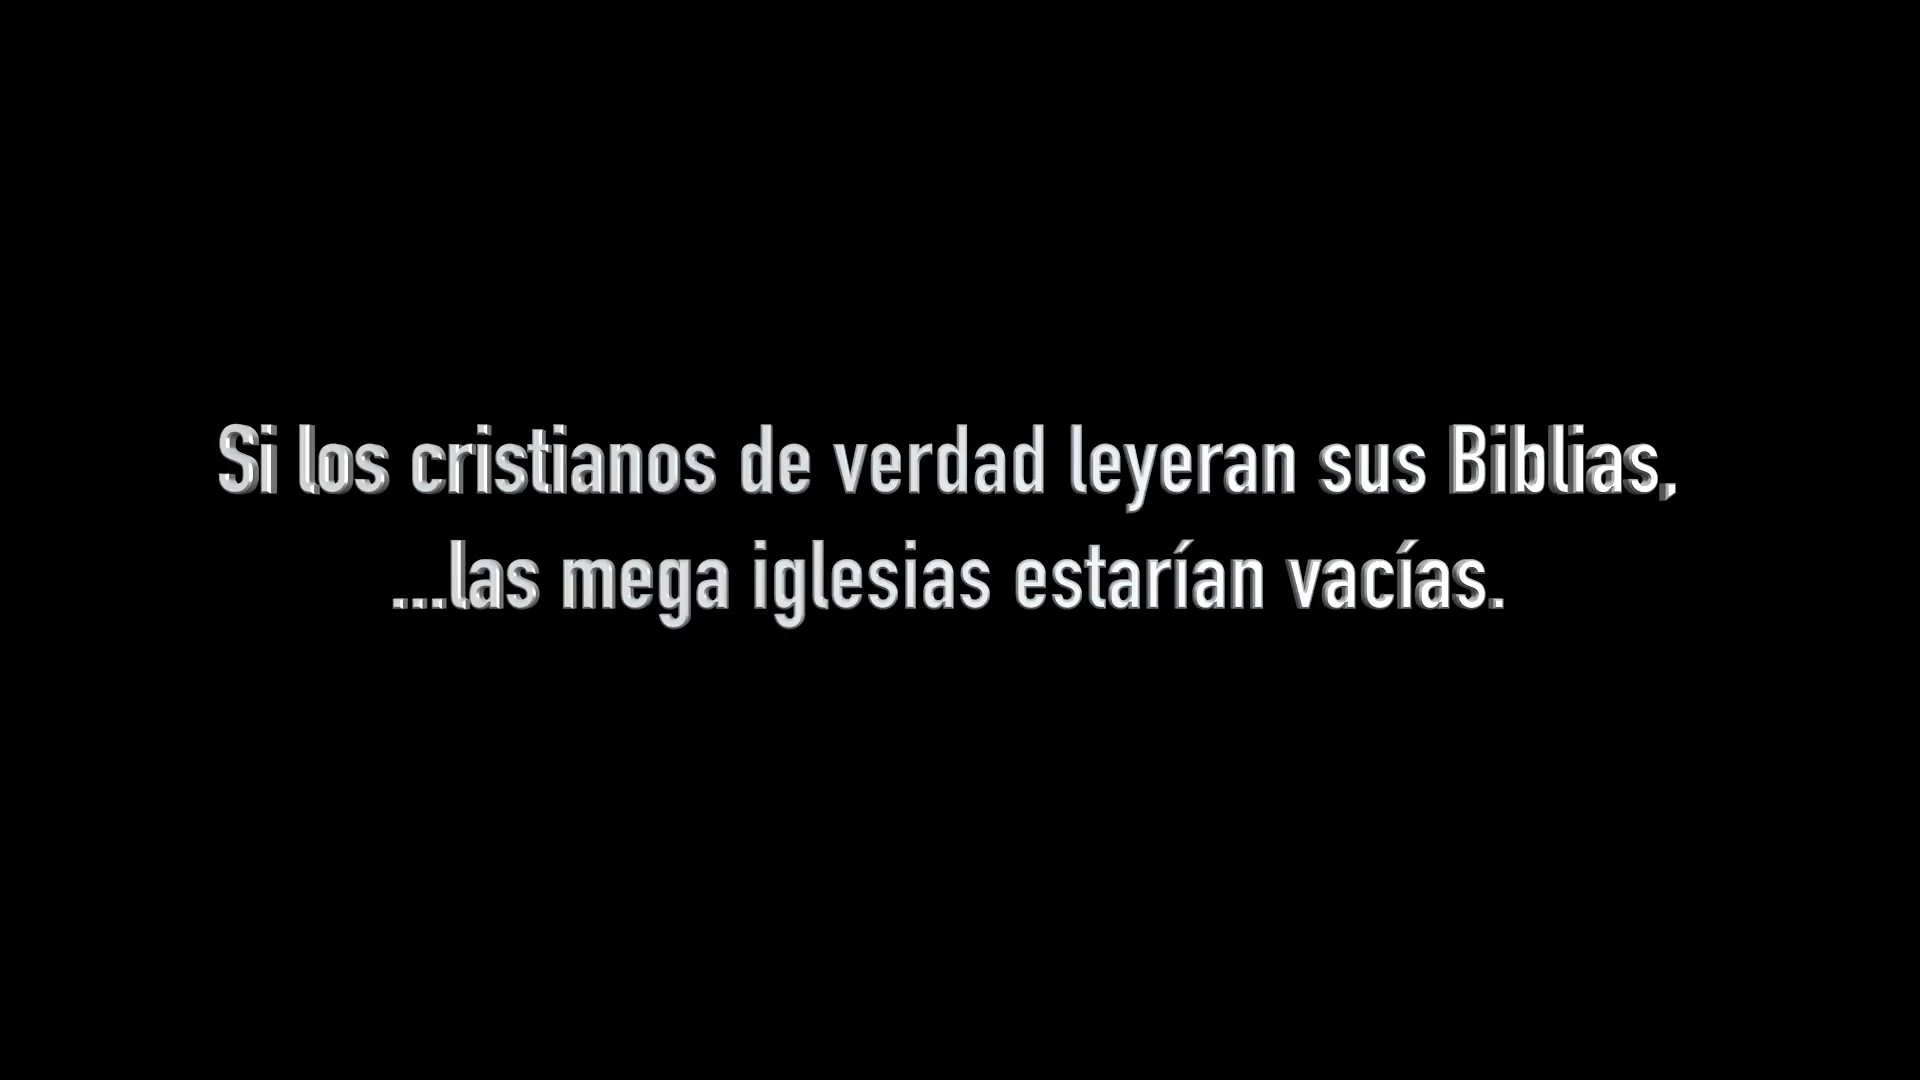 Si los cristianos de verdad leyeran sus Biblias,
...las mega iglesias estarían vacías.